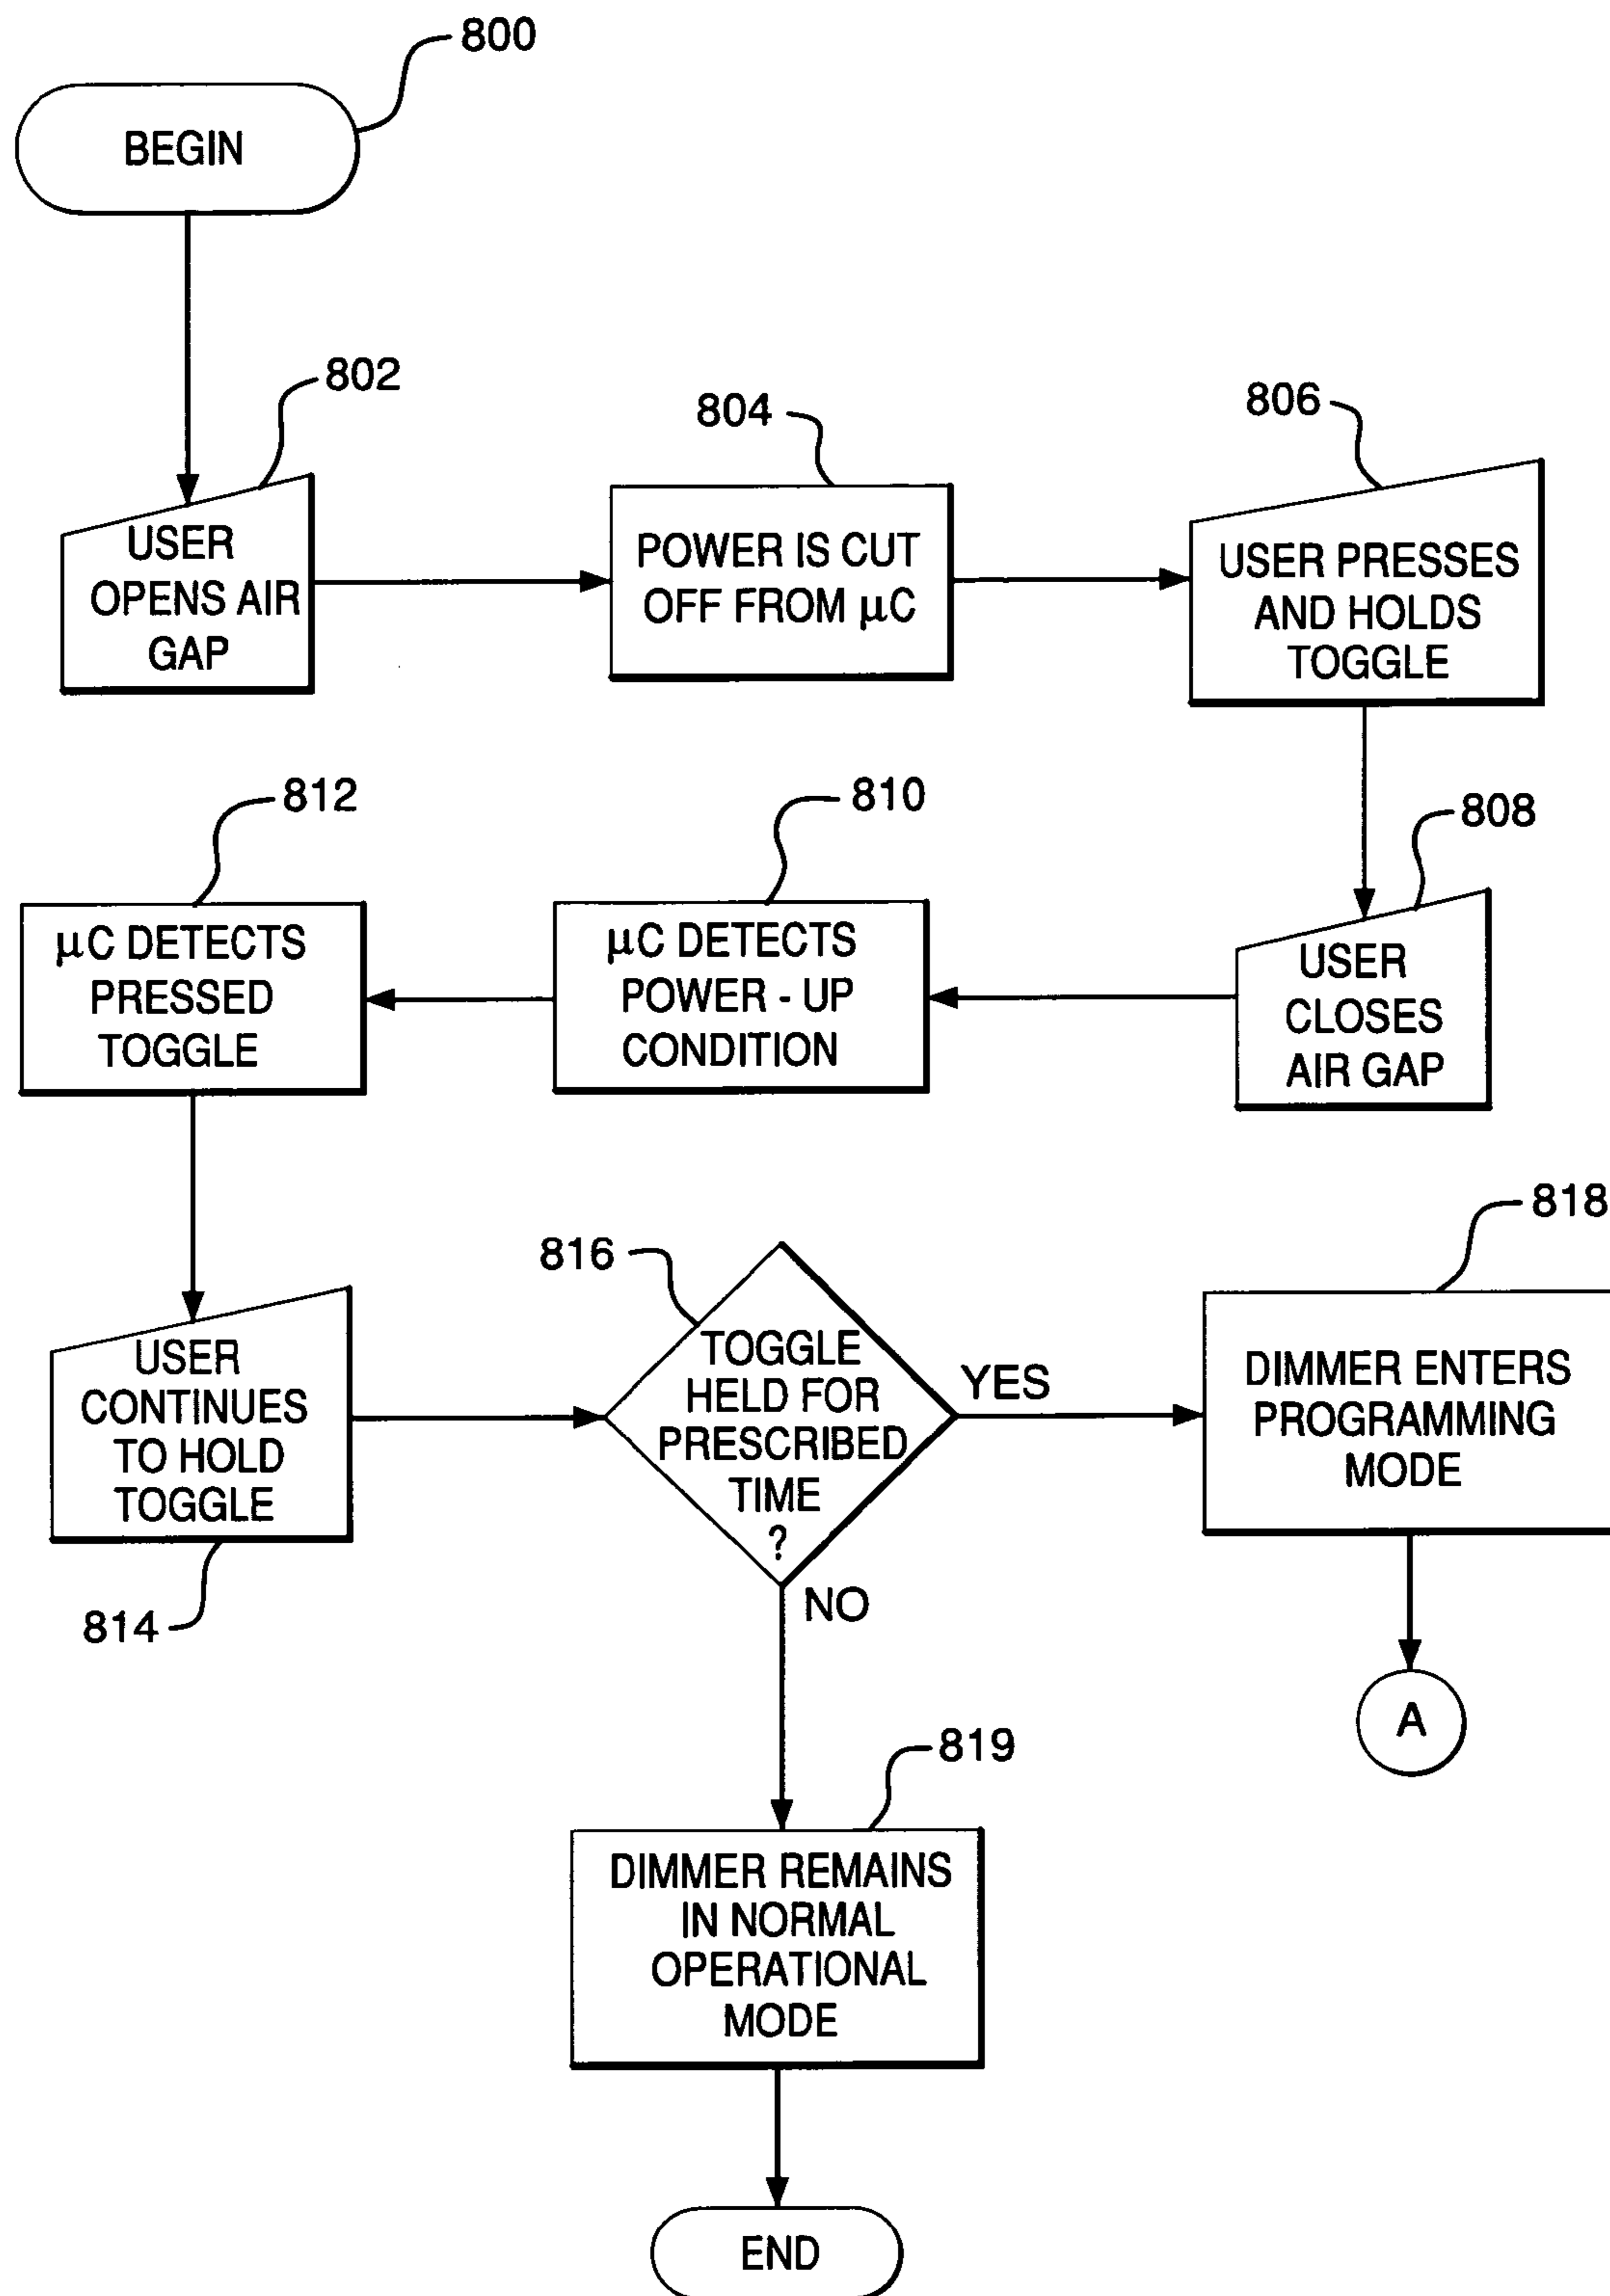 800
BEGIN
802
USER
OPENS AIR
GAP
804
POWER IS CUT
OFF FROM µC
806
USER PRESSES
AND HOLDS
TOGGLE
808
USER
CLOSES
AIR GAP
810
µC DETECTS
POWER - UP
CONDITION
812
µC DETECTS
PRESSED
TOGGLE
USER
CONTINUES
TO HOLD
TOGGLE
814
816
TOGGLE
HELD FOR
PRESCRIBED
TIME
?
YES
NO
818
DIMMER ENTERS
PROGRAMMING
MODE
A
819
DIMMER REMAINS
IN NORMAL
OPERATIONAL
MODE
END